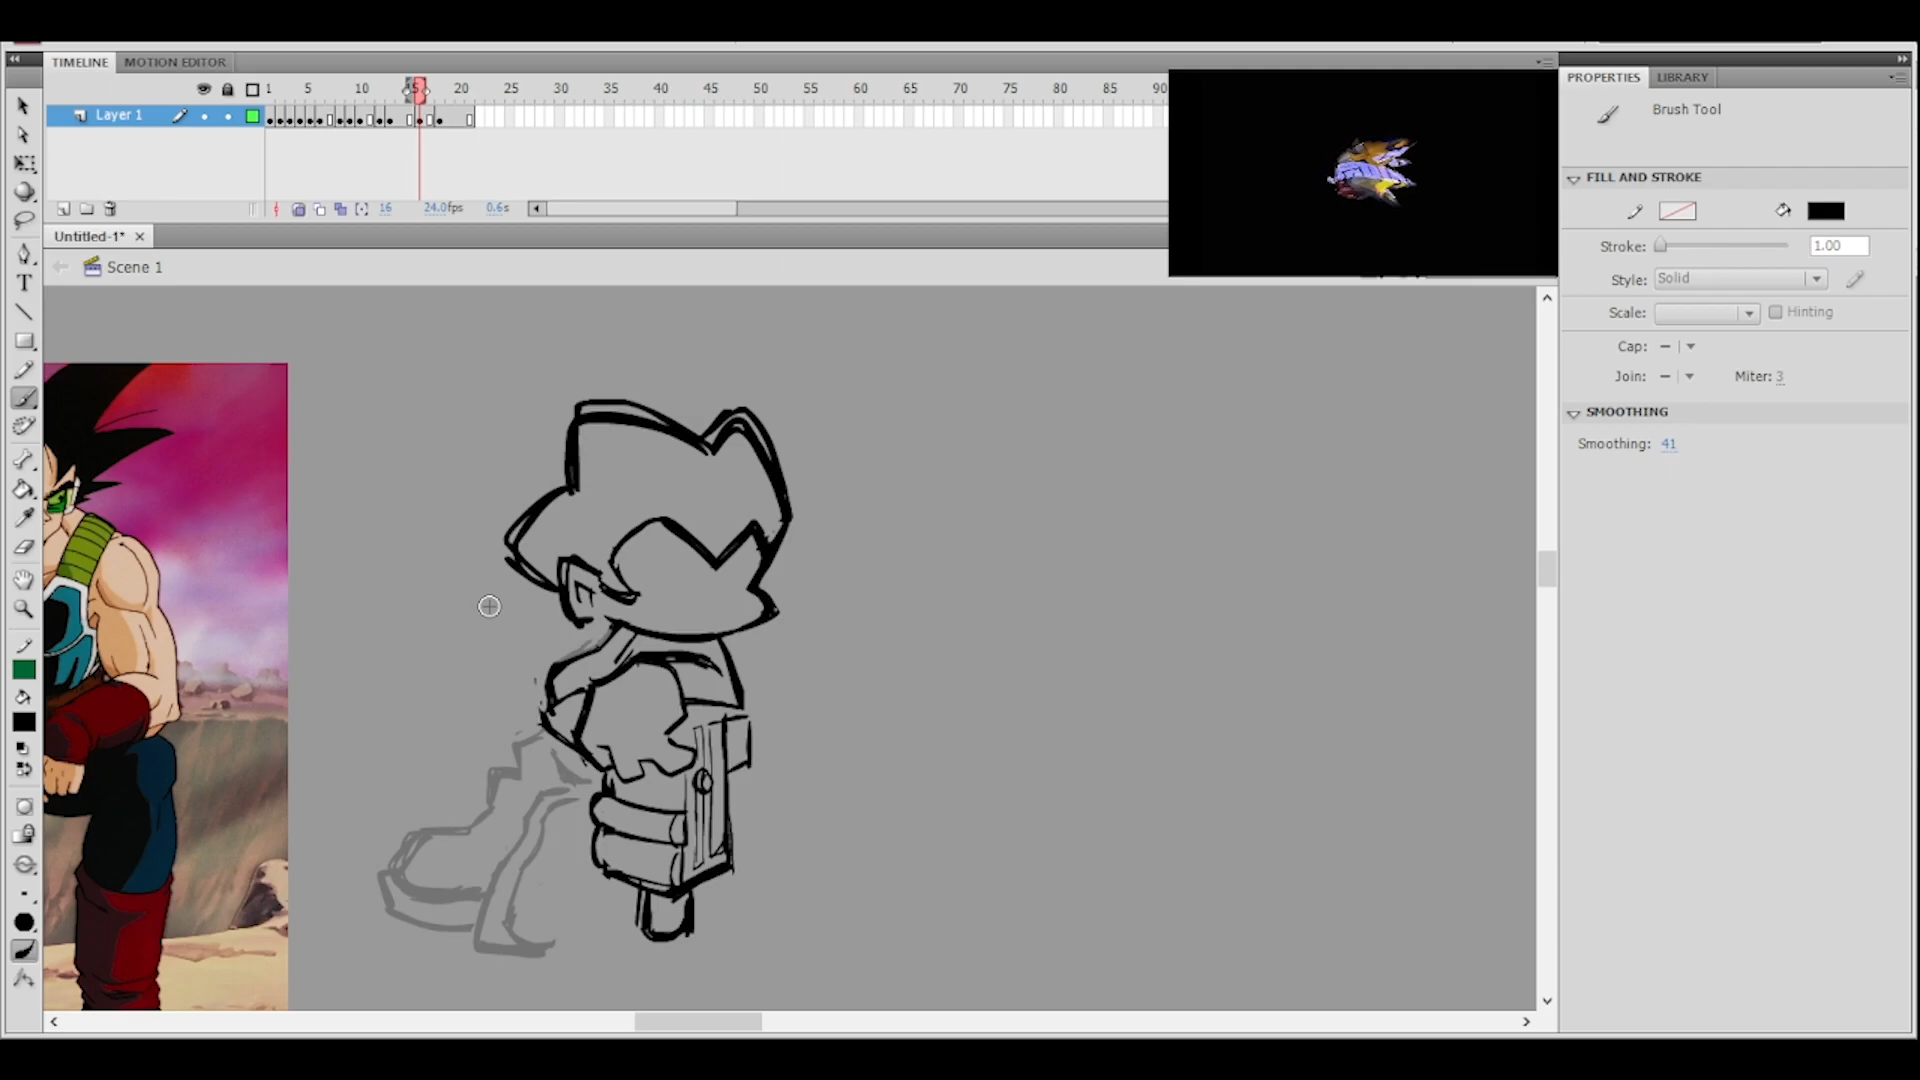 TIMELINE MOTION EDITOR
1 5 10 15 20 25 30 35 40 45 50 55 60 65 70 75 80 85 90
Layer 1
16 24.0fps 0.6s
Untitled-1*
Scene 1
PROPERTIES LIBRARY
Brush Tool
FILL AND STROKE
Stroke: 1.00
Style: Solid
Scale: Hinting
Cap:
Join: Miter: 3
SMOOTHING
Smoothing: 41